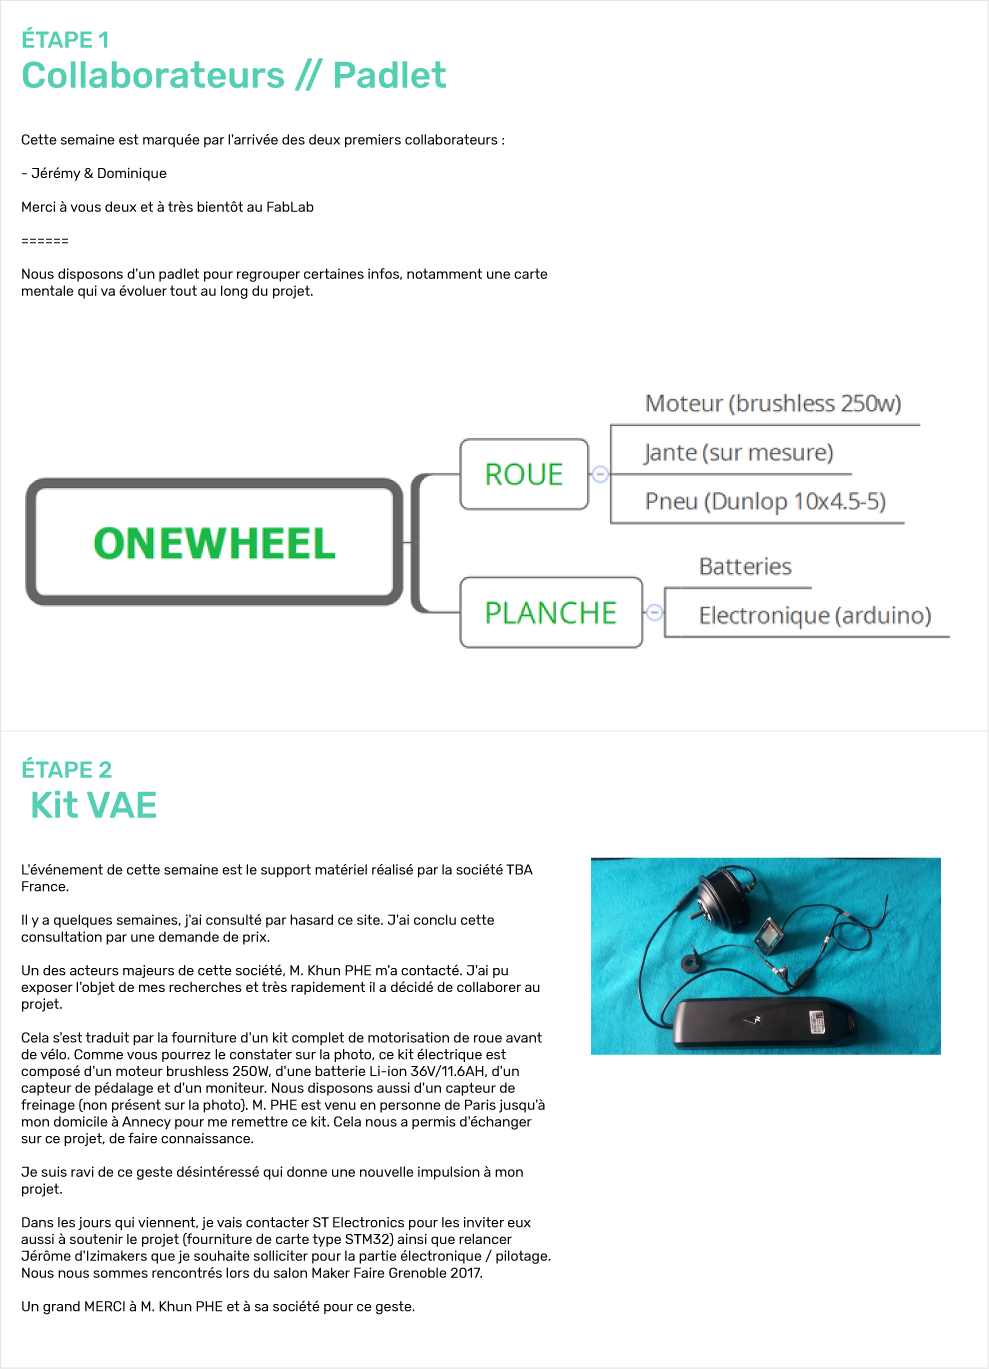 ÉTAPE 1
Collaborateurs // Padlet
Cette semaine est marquée par l'arrivée des deux premiers collaborateurs :
- Jérémy & Dominique
Merci à vous deux et à très bientôt au FabLab
======
Nous disposons d'un padlet pour regrouper certaines infos, notamment une carte
mentale qui va évoluer tout au long du projet.
ONEWHEEL
ROUE
Moteur (brushless 250w)
Jante (sur mesure)
Pneu (Dunlop 10x4.5-5)
PLANCHE
Batteries
Electronique (arduino)
ÉTAPE 2
Kit VAE
L'événement de cette semaine est le support matériel réalisé par la société TBA
France.
Il y a quelques semaines, j'ai consulté par hasard ce site. J'ai conclu cette
consultation par une demande de prix.
Un des acteurs majeurs de cette société, M. Khun PHE m'a contacté. J'ai pu
exposer l'objet de mes recherches et très rapidement il a décidé de collaborer au
projet.
Cela s'est traduit par la fourniture d'un kit complet de motorisation de roue avant
de vélo. Comme vous pourrez le constater sur la photo, ce kit électrique est
composé d'un moteur brushless 250W, d'une batterie Li-ion 36V/11.6AH, d'un
capteur de pédalage et d'un moniteur. Nous disposons aussi d'un capteur de
freinage (non présent sur la photo). M. PHE est venu en personne de Paris jusqu'à
mon domicile à Annecy pour me remettre ce kit. Cela nous a permis d'échanger
sur ce projet, de faire connaissance.
Je suis ravi de ce geste désintéressé qui donne une nouvelle impulsion à mon
projet.
Dans les jours qui viennent, je vais contacter ST Electronics pour les inviter eux
aussi à soutenir le projet (fourniture de carte type STM32) ainsi que relancer
Jérôme d'Izimakers que je souhaite solliciter pour la partie électronique / pilotage.
Nous nous sommes rencontrés lors du salon Maker Faire Grenoble 2017.
Un grand MERCI à M. Khun PHE et à sa société pour ce geste.